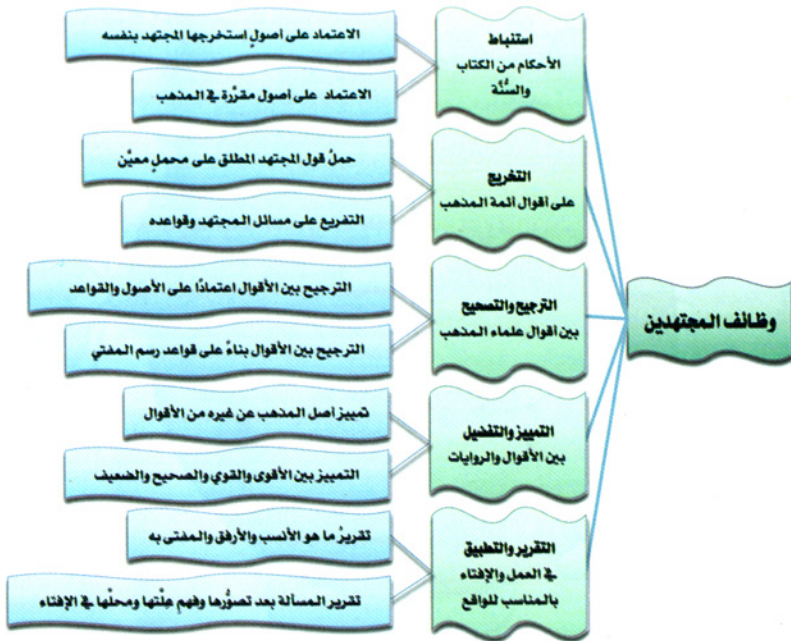 وظائف المجتهدين
استنباط
الأحكام من الكتاب
والسُّنَّة
الاعتماد على أصولٍ استخرجها المجتهد بنفسه
الاعتماد على أصول مقرَّرة في المذهب
التخريج
على أقوال أئمة المذهب
حملُ قول المجتهد المطلق على محملٍ معيَّن
التفريع على مسائل المجتهد وقواعده
الترجيح والتصحيح
بين أقوال علماء المذهب
الترجيح بين الأقوال اعتمادًا على الأصول والقواعد
الترجيح بين الأقوال بناءً على قواعد رسم المفتي
التمييز والتفضيل
بين الأقوال والروايات
تمييز أصل المذهب عن غيره من الأقوال
التمييز بين الأقوى والقوي والصحيح والضعيف
التقرير والتطبيق
في العمل والإفتاء
بالمناسب للواقع
تقريرُ ما هو الأنسب والأرفق والمفتى به
تقرير المسألة بعد تصوُّرها وفهم عِلَّتها ومحلّها في الإفتاء